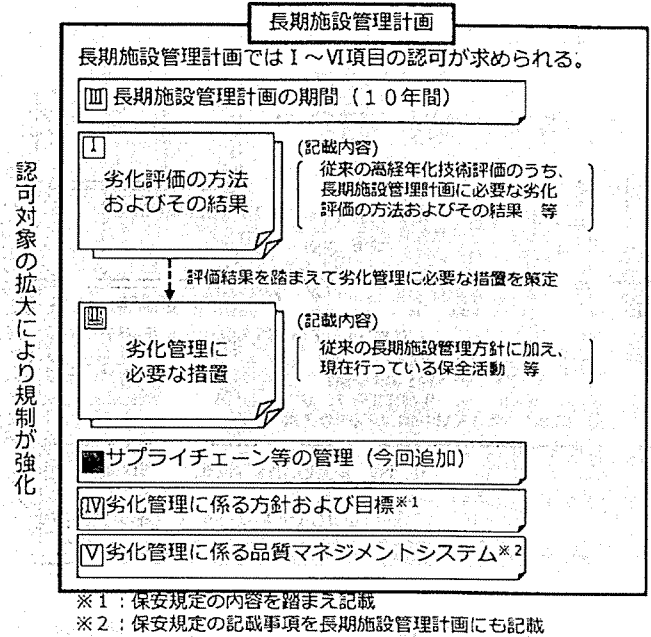 長期施設管理計画
長期施設管理計画ではⅠ～Ⅵ項目の認可が求められる。
Ⅲ 長期施設管理計画の期間（１０年間）
Ⅰ
劣化評価の方法
およびその結果
(記載内容)
従来の高経年化技術評価のうち、
長期施設管理計画に必要な劣化
評価の方法およびその結果　等
評価結果を踏まえて劣化管理に必要な措置を策定
劣化管理に
必要な措置
(記載内容)
従来の長期施設管理方針に加え、
現在行っている保全活動　等
サプライチェーン等の管理（今回追加）
Ⅳ劣化管理に係る方針および目標※1
Ⅴ劣化管理に係る品質マネジメントシステム※2
認可対象の拡大により規制が強化
※１：保安規定の内容を踏まえ記載
※２：保安規定の記載事項を長期施設管理計画にも記載